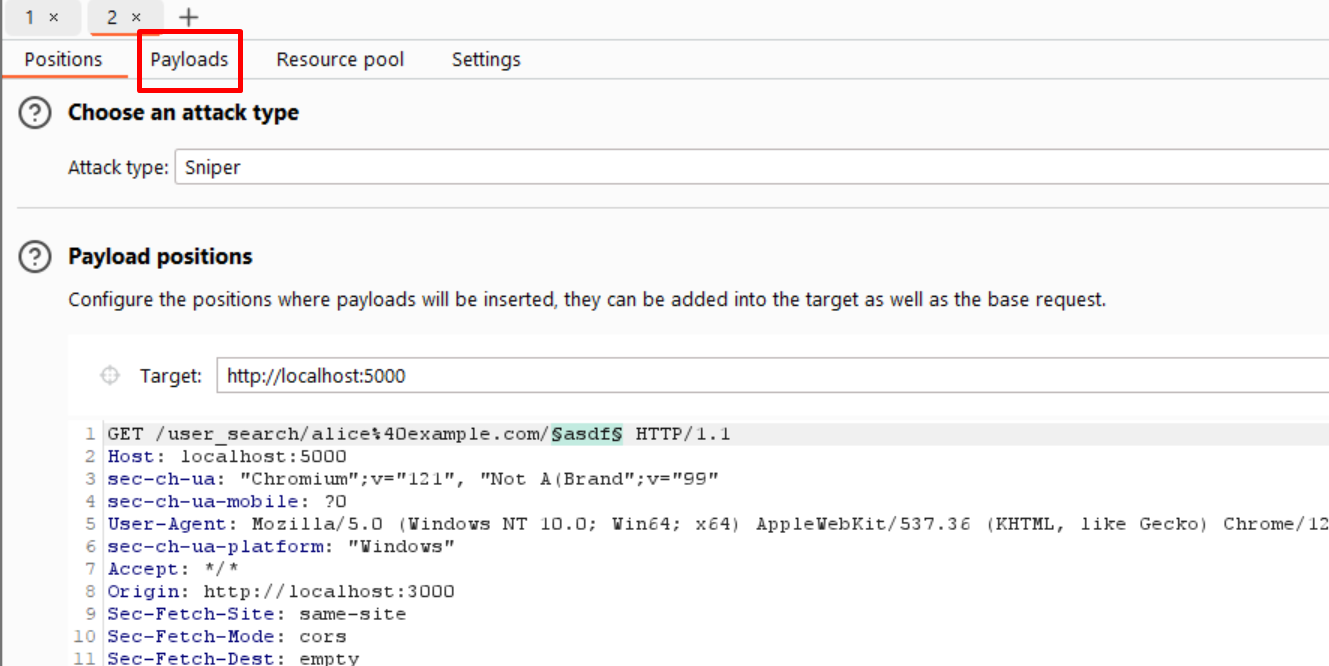 1 × 2 × +
Positions Payloads Resource pool Settings
? Choose an attack type
Attack type: Sniper
? Payload positions
Configure the positions where payloads will be inserted, they can be added into the target as well as the base request.
Target: http://localhost:5000
1 GET /user_search/alice%40example.com/§asdf§ HTTP/1.1
2 Host: localhost:5000
3 sec-ch-ua: "Chromium";v="121", "Not A(Brand";v="99"
4 sec-ch-ua-mobile: ?0
5 User-Agent: Mozilla/5.0 (Windows NT 10.0; Win64; x64) AppleWebKit/537.36 (KHTML, like Gecko) Chrome/12
6 sec-ch-ua-platform: "Windows"
7 Accept: */*
8 Origin: http://localhost:3000
9 Sec-Fetch-Site: same-site
10 Sec-Fetch-Mode: cors
11 Sec-Fetch-Dest: empty